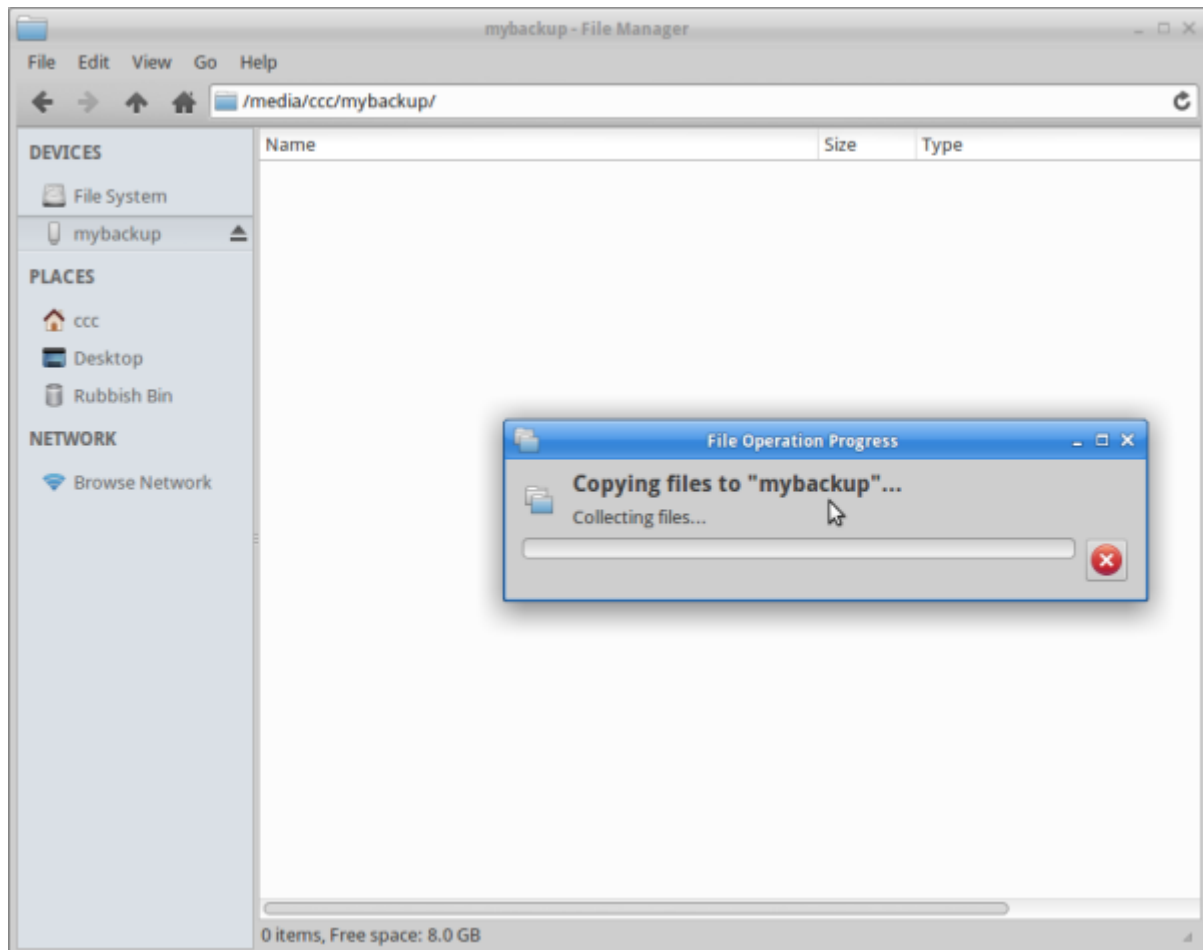 mybackup - File Manager
File Edit View Go Help
/media/ccc/mybackup/
DEVICES
File System
mybackup
PLACES
ccc
Desktop
Rubbish Bin
NETWORK
Browse Network
Name Size Type
File Operation Progress
Copying files to "mybackup"...
Collecting files...
0 items, Free space: 8.0 GB